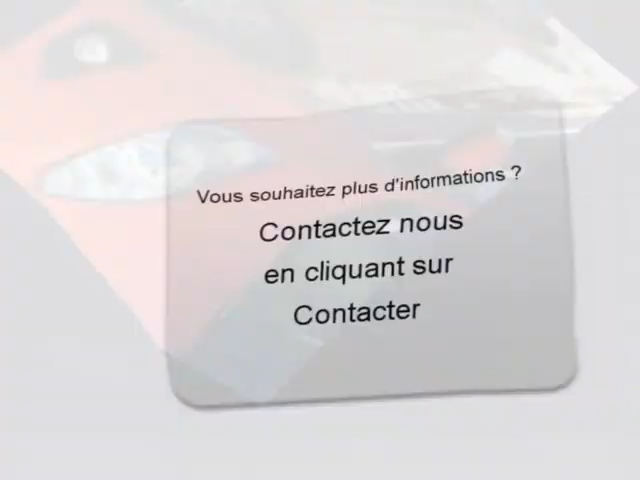 Vous souhaitez plus d'informations ?
Contactez nous
en cliquant sur
Contacter